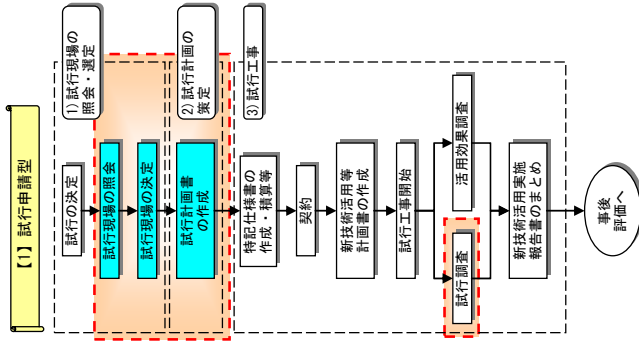 【1】試行申請型
1) 試行現場の
照会・選定
2) 試行計画の
策定
3) 試行工事
試行の決定
試行現場の照会
試行現場の決定
試行計画書
の作成
特記仕様書の
作成・積算等
契約
新技術活用等
計画書の作成
試行工事開始
試行調査
活用効果調査
新技術活用実施
報告書のまとめ
事後
評価へ